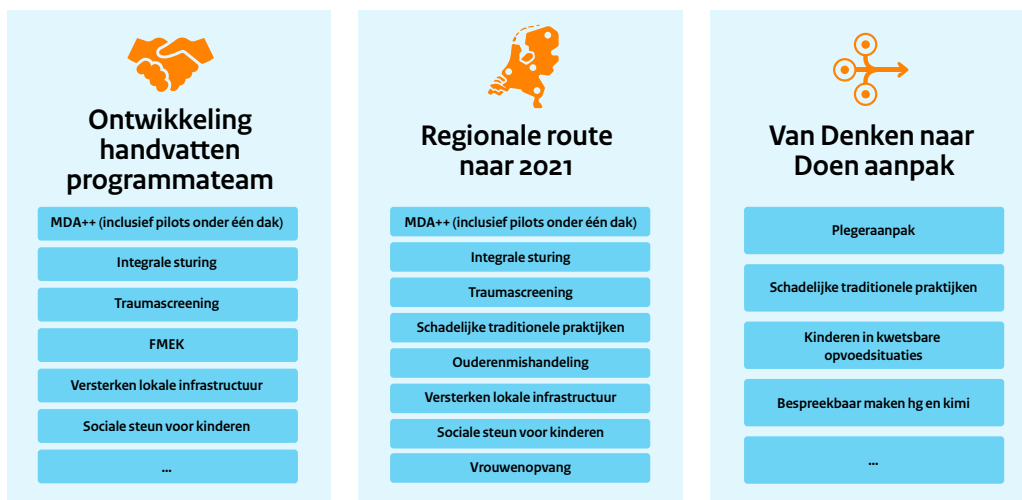 Ontwikkeling
handvatten
programmateam
MDA++ (inclusief pilots onder één dak)
Integrale sturing
Traumascreening
FMEK
Versterken lokale infrastructuur
Sociale steun voor kinderen
...
Regionale route
naar 2021
MDA++ (inclusief pilots onder één dak)
Integrale sturing
Traumascreening
Schadelijke traditionele praktijken
Ouderenmishandeling
Versterken lokale infrastructuur
Sociale steun voor kinderen
Vrouwenopvang
Van Denken naar
Doen aanpak
Plegeraanpak
Schadelijke traditionele praktijken
Kinderen in kwetsbare
opvoedsituaties
Bespreekbaar maken hg en kimi
...